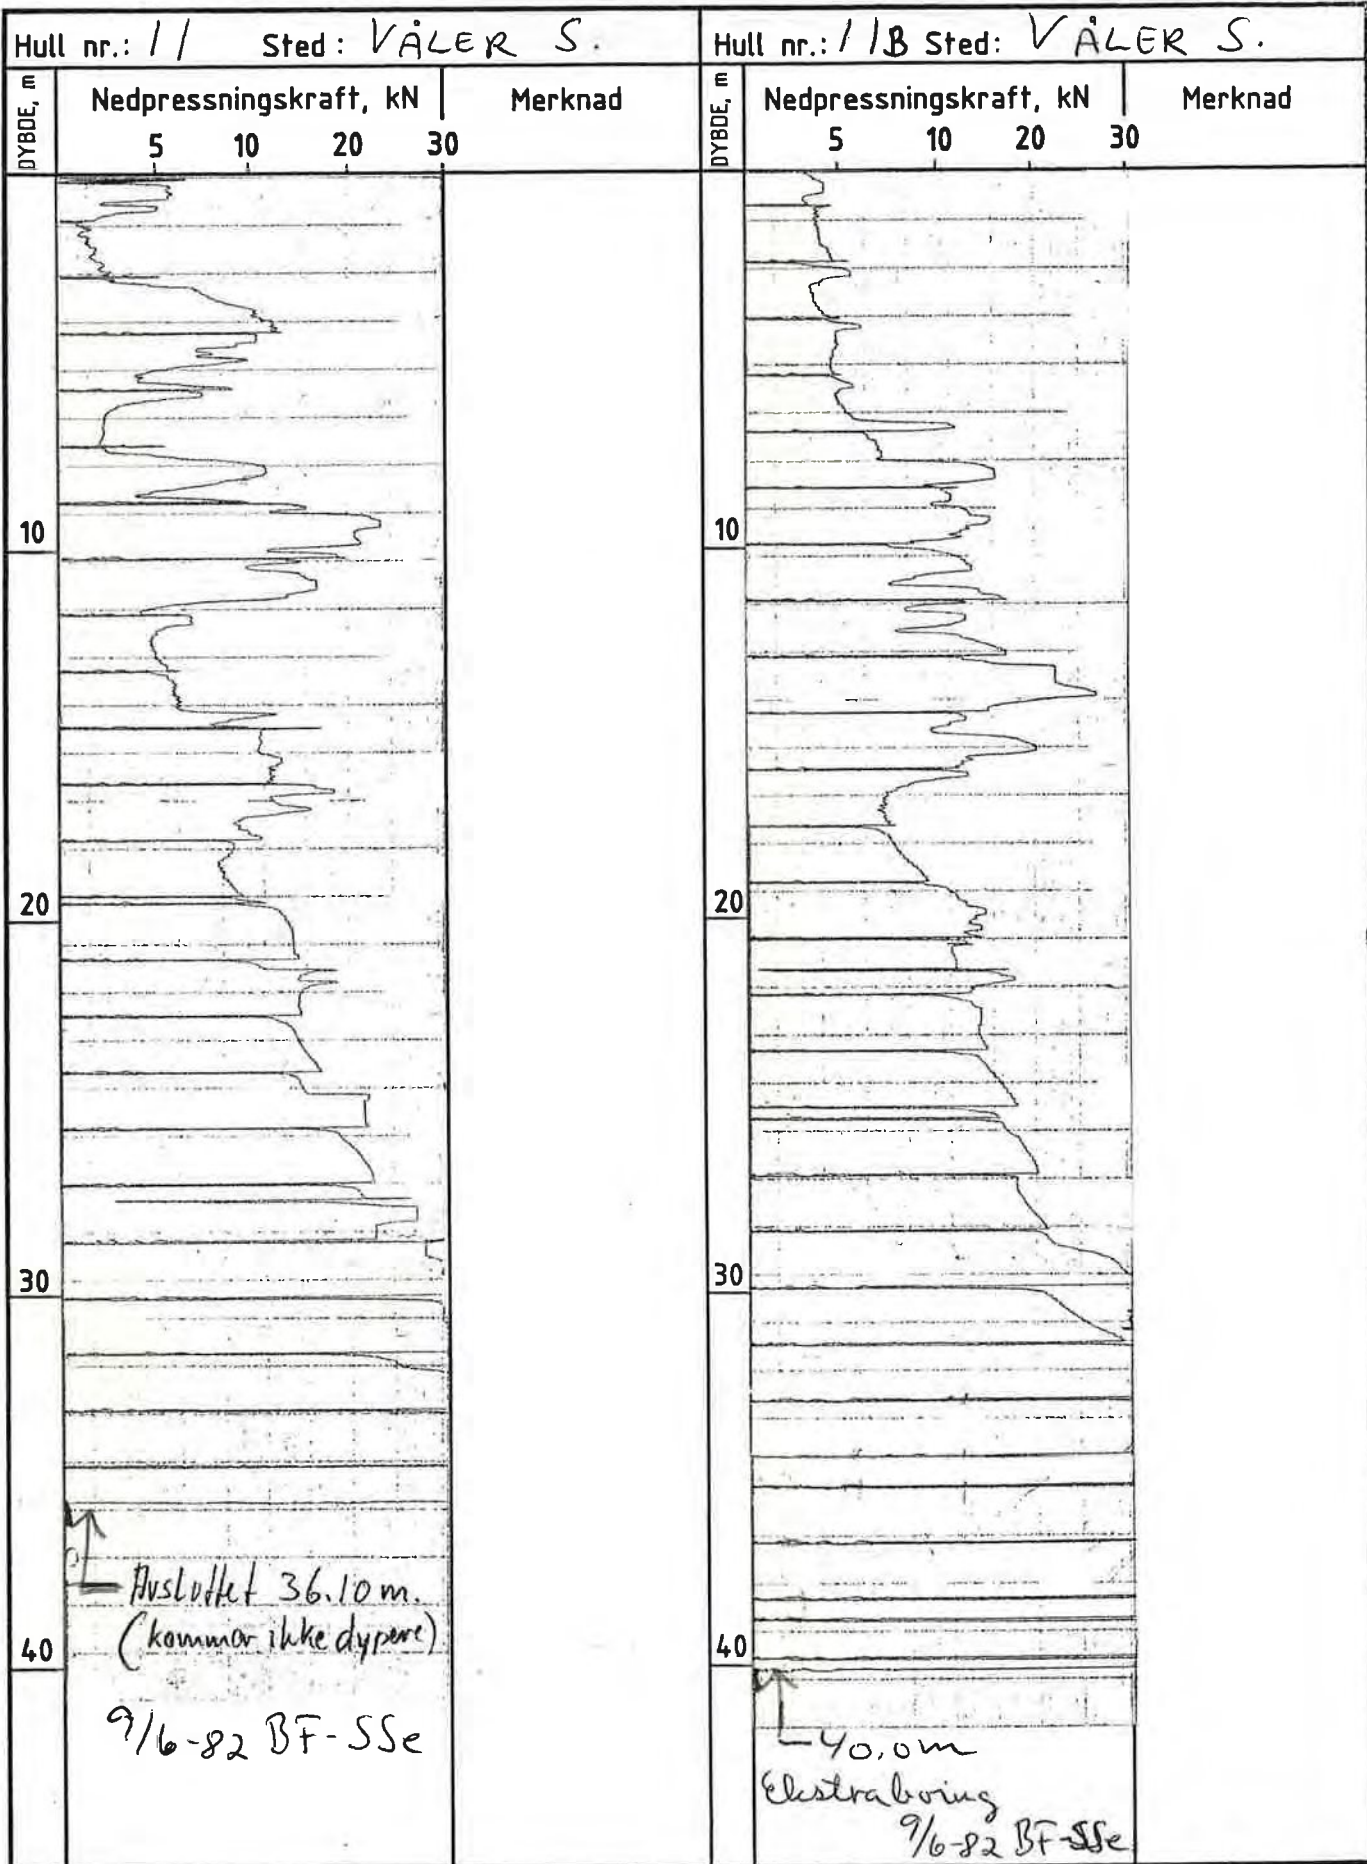 Hull nr.: 11 Sted: VÅLER S.
DYBDE, m
Nedpressningskraft, kN
Merknad
5 10 20 30
10
20
30
40
Avsluttet 36.10 m.
(kommer ikke dypere)
9/6-82 BF-SSe
Hull nr.: 11B Sted: VÅLER S.
DYBDE, m
Nedpressningskraft, kN
Merknad
5 10 20 30
10
20
30
40
40.0m
Ekstraboring
9/6-82 BF-SSe